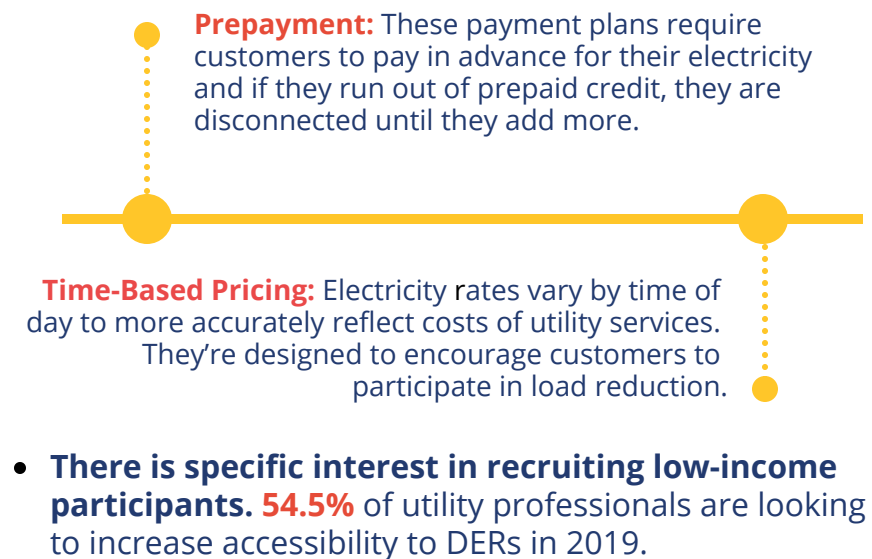 Prepayment: These payment plans require
customers to pay in advance for their electricity
and if they run out of prepaid credit, they are
disconnected until they add more.
Time-Based Pricing: Electricity rates vary by time of
day to more accurately reflect costs of utility services.
They’re designed to encourage customers to
participate in load reduction.
• There is specific interest in recruiting low-income
participants. 54.5% of utility professionals are looking
to increase accessibility to DERs in 2019.